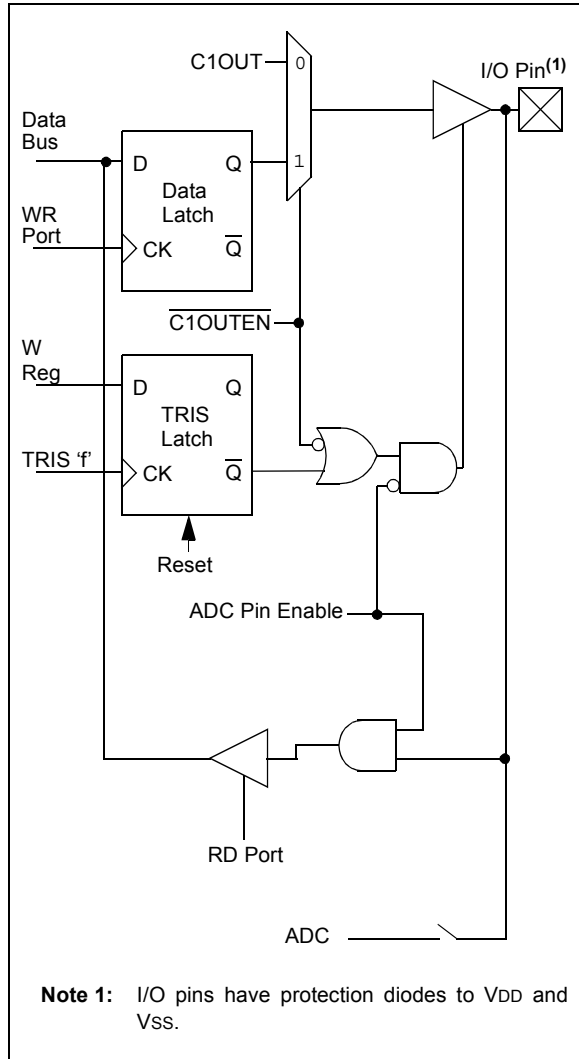 C1OUT
0
I/O Pin(1)
Data
Bus
D
Q
1
Data
Latch
WR
Port
CK
Q̅
C̅1̅O̅U̅T̅E̅N̅
W
Reg
D
Q
TRIS
Latch
TRIS ‘f’
CK
Q̅
Reset
ADC Pin Enable
RD Port
ADC
Note 1: I/O pins have protection diodes to VDD and
VSS.